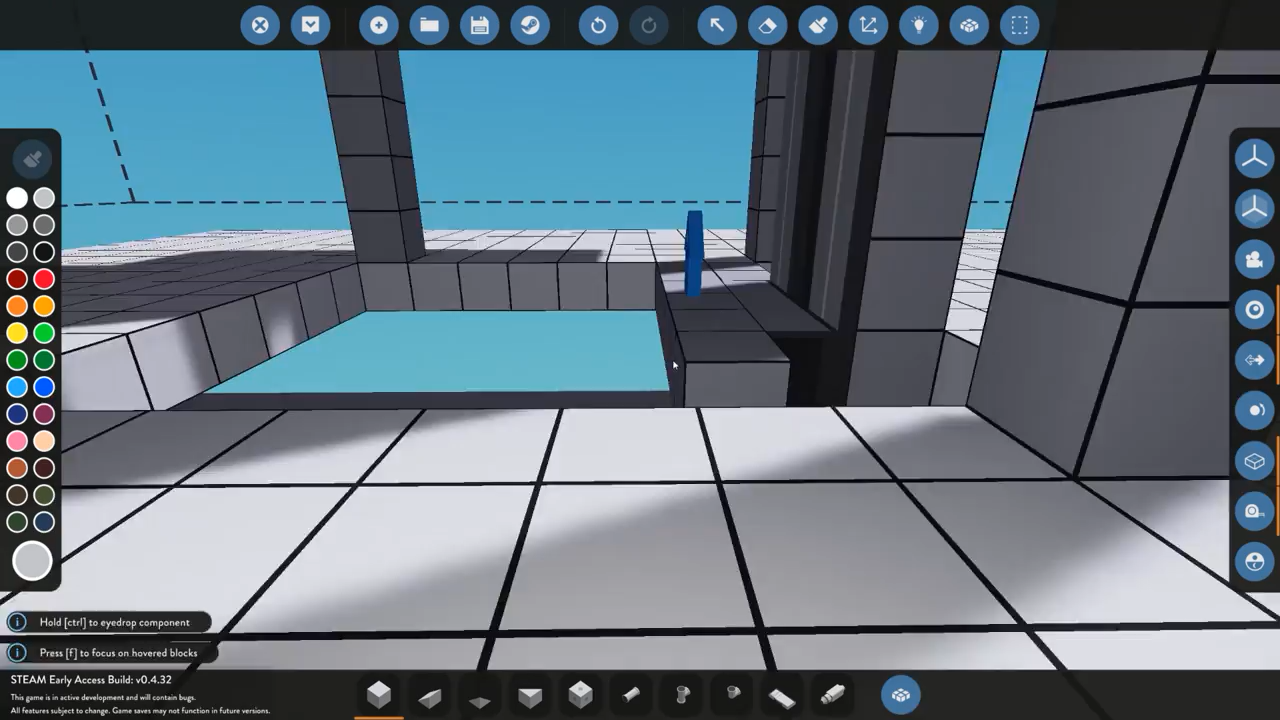 Hold [ctrl] to eyedrop component
Press [f] to focus on hovered blocks
STEAM Early Access Build: v0.4.32
This game is in active development and will contain bugs.
All features subject to change. Game saves may not function in future versions.